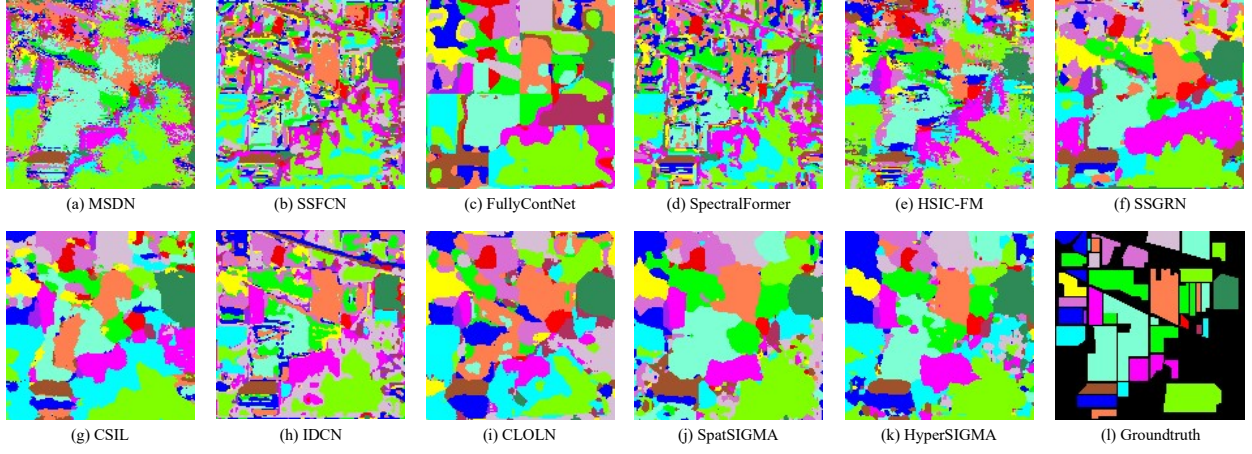 (a) MSDN
(b) SSFCN
(c) FullyContNet
(d) SpectralFormer
(e) HSIC-FM
(f) SSGRN
(g) CSIL
(h) IDCN
(i) CLOLN
(j) SpatSIGMA
(k) HyperSIGMA
(l) Groundtruth